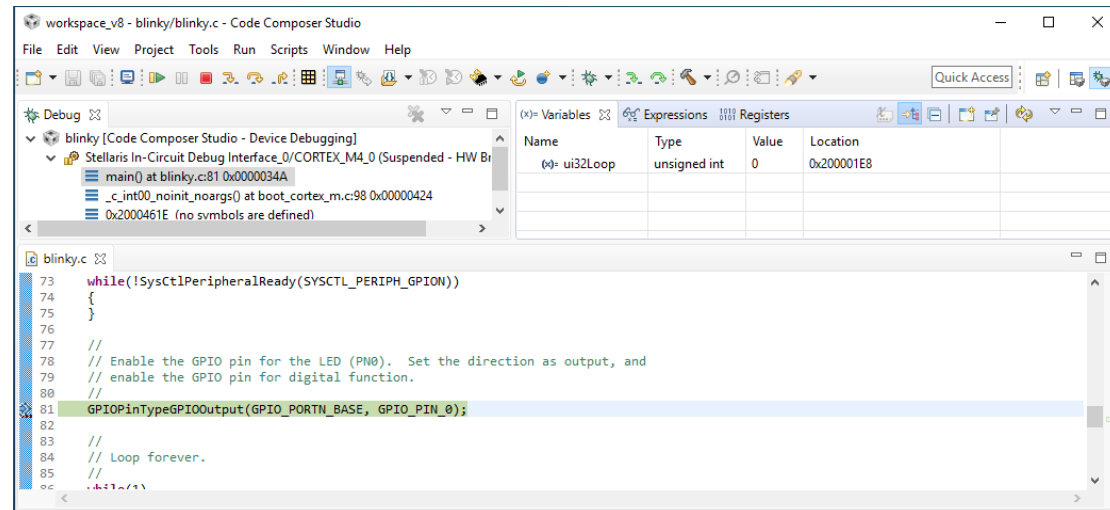 workspace_v8 - blinky/blinky.c - Code Composer Studio
File Edit View Project Tools Run Scripts Window Help
Quick Access
Debug
blinky [Code Composer Studio - Device Debugging]
Stellaris In-Circuit Debug Interface_0/CORTEX_M4_0 (Suspended - HW Br
main() at blinky.c:81 0x0000034A
_c_int00_noinit_noargs() at boot_cortex_m.c:98 0x00000424
0x2000461E (no symbols are defined)
(x)= Variables Expressions 1010 0101 Registers
Name Type Value Location
(x)= ui32Loop unsigned int 0 0x200001E8
.c blinky.c
73 while(!SysCtlPeripheralReady(SYSCTL_PERIPH_GPION))
74 {
75 }
76
77 //
78 // Enable the GPIO pin for the LED (PN0).  Set the direction as output, and
79 // enable the GPIO pin for digital function.
80 //
81 GPIOPinTypeGPIOOutput(GPIO_PORTN_BASE, GPIO_PIN_0);
82
83 //
84 // Loop forever.
85 //
86 while(1)